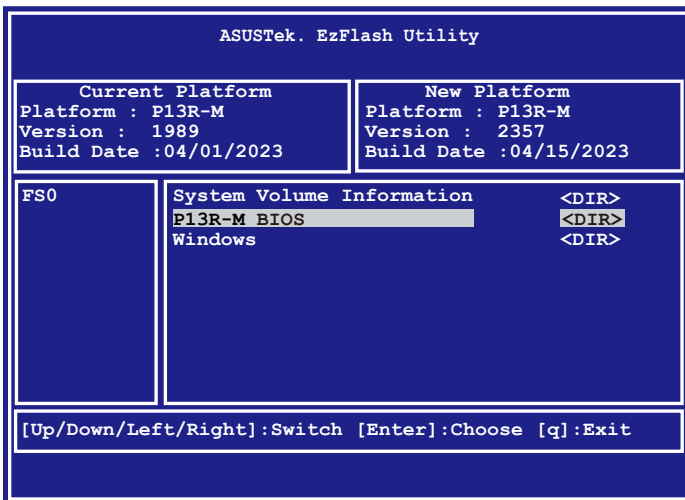 ASUSTek. EzFlash Utility
Current Platform
Platform : P13R-M
Version : 1989
Build Date :04/01/2023
New Platform
Platform : P13R-M
Version : 2357
Build Date :04/15/2023
FS0
System Volume Information <DIR>
P13R-M BIOS <DIR>
Windows <DIR>
[Up/Down/Left/Right]:Switch [Enter]:Choose [q]:Exit